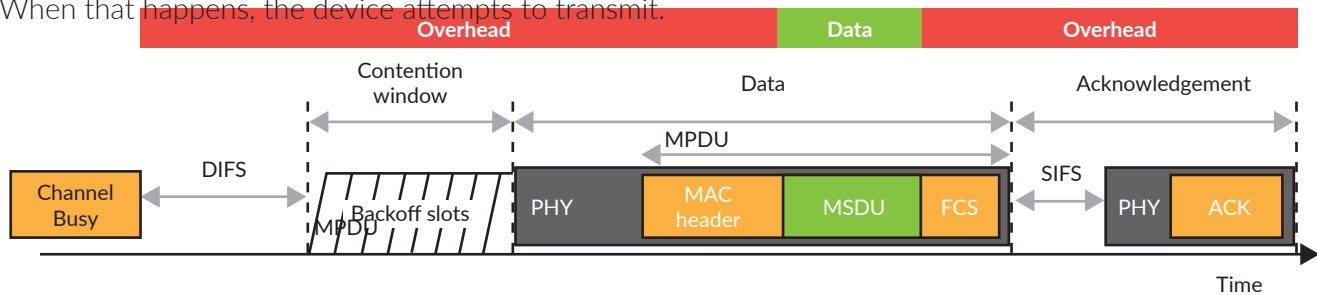 When that happens, the device attempts to transmit.
Overhead Data Overhead
Contention
window
Data
Acknowledgement
MPDU
DIFS
SIFS
Channel
Busy
Backoff slots
MPDU
PHY
MAC
header
MSDU
FCS
PHY
ACK
Time